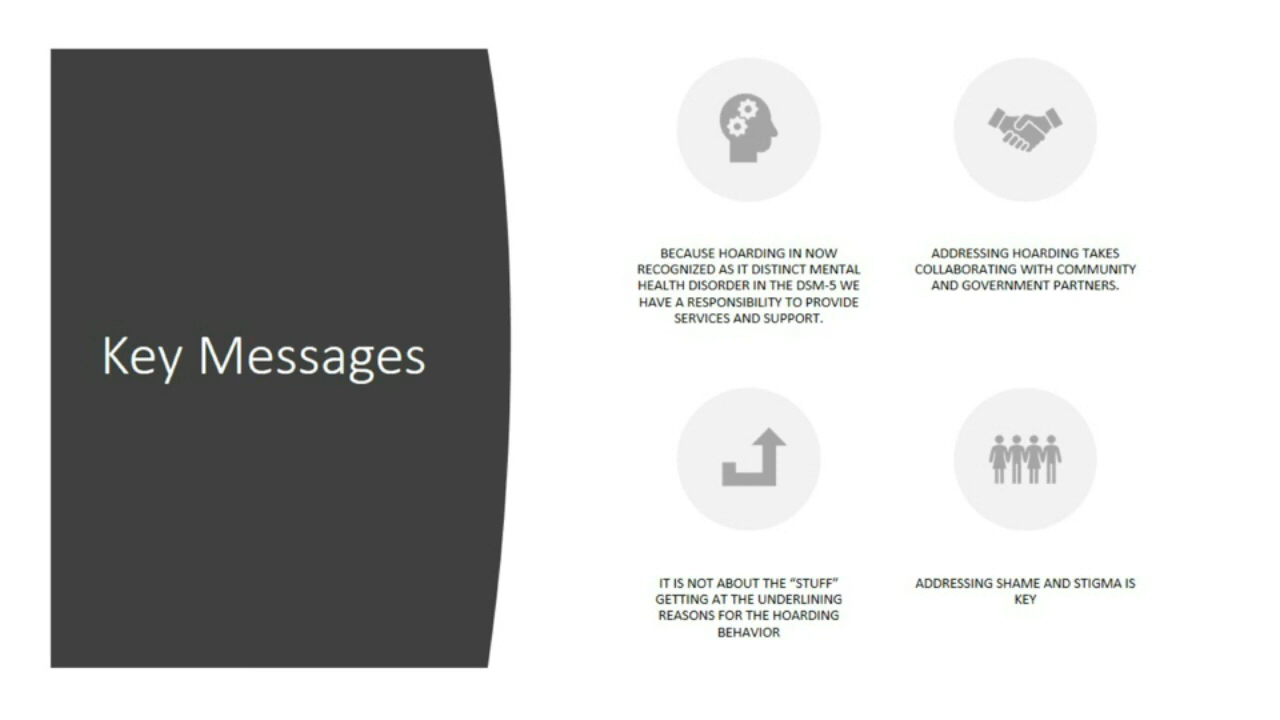 Key Messages
BECAUSE HOARDING IN NOW
RECOGNIZED AS IT DISTINCT MENTAL
HEALTH DISORDER IN THE DSM-5 WE
HAVE A RESPONSIBILITY TO PROVIDE
SERVICES AND SUPPORT.
ADDRESSING HOARDING TAKES
COLLABORATING WITH COMMUNITY
AND GOVERNMENT PARTNERS.
IT IS NOT ABOUT THE “STUFF”
GETTING AT THE UNDERLINING
REASONS FOR THE HOARDING
BEHAVIOR
ADDRESSING SHAME AND STIGMA IS
KEY